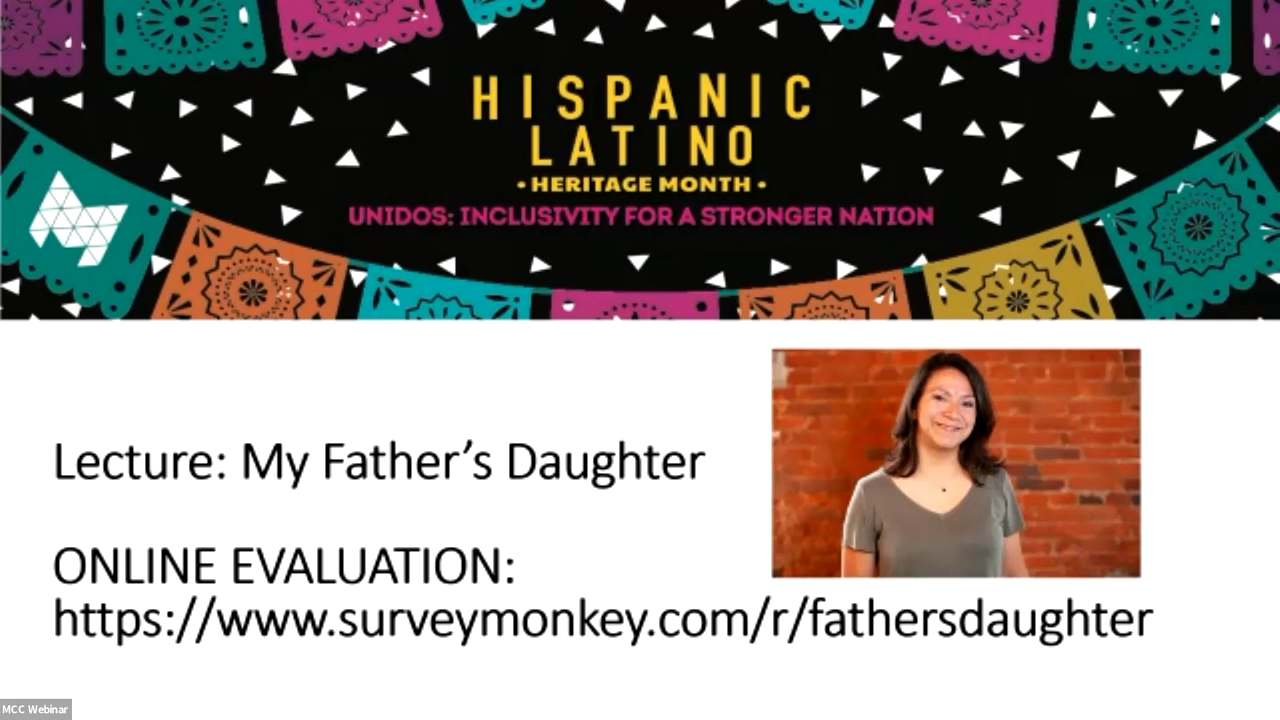 HISPANIC
LATINO
• HERITAGE MONTH •
UNIDOS: INCLUSIVITY FOR A STRONGER NATION
Lecture: My Father’s Daughter
ONLINE EVALUATION:
https://www.surveymonkey.com/r/fathersdaughter
MCC Webinar